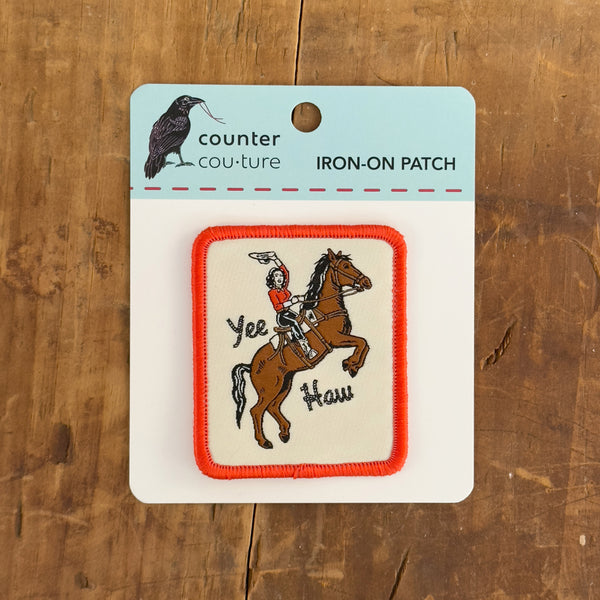 counter
cou·ture
IRON-ON PATCH
Yee
Haw